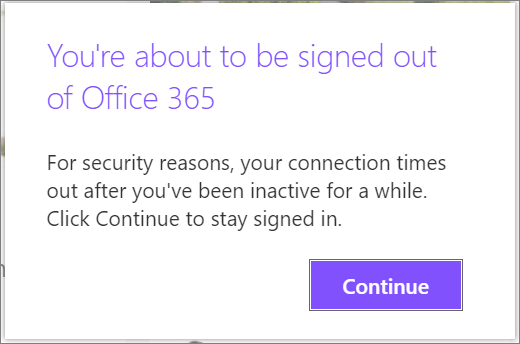 You're about to be signed out
of Office 365
For security reasons, your connection times
out after you've been inactive for a while.
Click Continue to stay signed in.
Continue